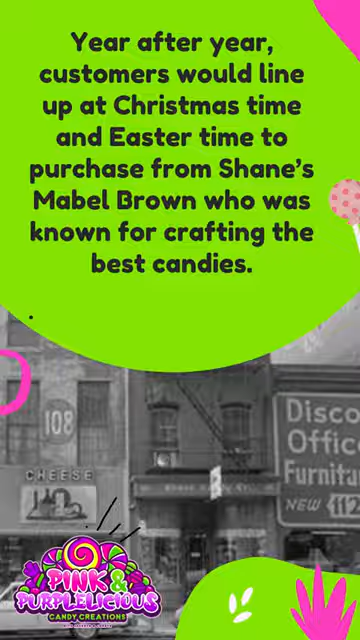 Year after year,
customers would line
up at Christmas time
and Easter time to
purchase from Shane's
Mabel Brown who was
known for crafting the
best candies.
108
CHEESE
Disco
Office
Furnitu
NEW
112
PINK &
PURPLELICIOUS
CANDY CREATIONS